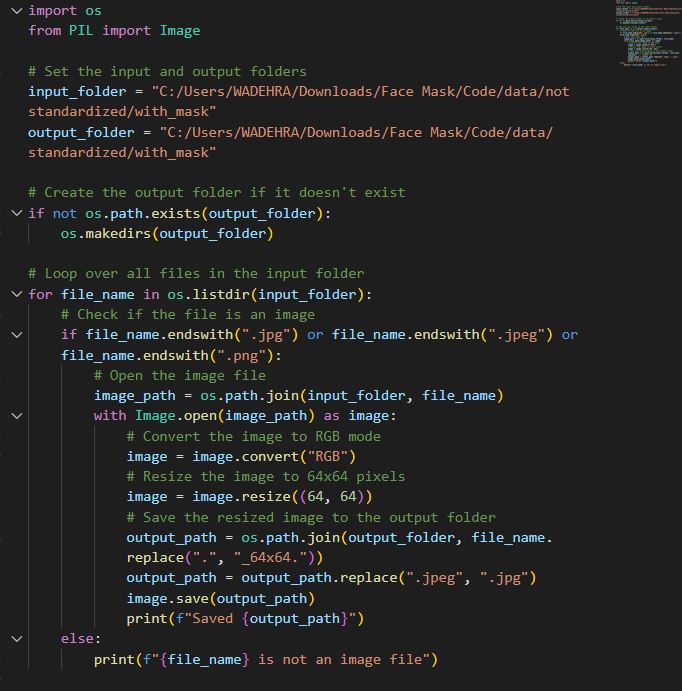 import os
from PIL import Image

# Set the input and output folders
input_folder = "C:/Users/WADEHRA/Downloads/Face Mask/Code/data/not
standardized/with_mask"
output_folder = "C:/Users/WADEHRA/Downloads/Face Mask/Code/data/
standardized/with_mask"

# Create the output folder if it doesn't exist
if not os.path.exists(output_folder):
    os.makedirs(output_folder)

# Loop over all files in the input folder
for file_name in os.listdir(input_folder):
    # Check if the file is an image
    if file_name.endswith(".jpg") or file_name.endswith(".jpeg") or
    file_name.endswith(".png"):
        # Open the image file
        image_path = os.path.join(input_folder, file_name)
        with Image.open(image_path) as image:
            # Convert the image to RGB mode
            image = image.convert("RGB")
            # Resize the image to 64x64 pixels
            image = image.resize((64, 64))
            # Save the resized image to the output folder
            output_path = os.path.join(output_folder, file_name.
            replace(".", "_64x64."))
            output_path = output_path.replace(".jpeg", ".jpg")
            image.save(output_path)
            print(f"Saved {output_path}")
    else:
        print(f"{file_name} is not an image file")